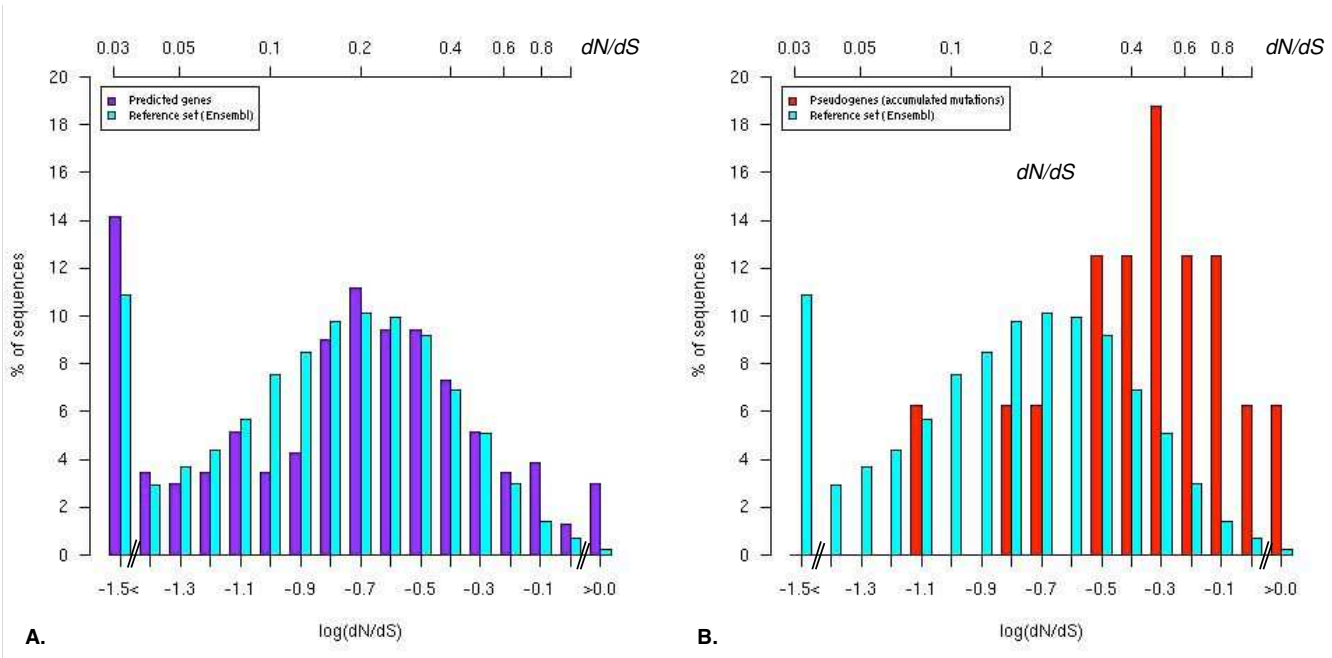 0.03 0.05 0.1 0.2 0.4 0.6 0.8 dN/dS
20
18
16
14
12
10
8
6
4
2
0
% of sequences
Predicted genes
Reference set (Ensembl)
-1.5< -1.3 -1.1 -0.9 -0.7 -0.5 -0.3 -0.1 >0.0
log(dN/dS)
A.
0.03 0.05 0.1 0.2 0.4 0.6 0.8 dN/dS
20
18
16
14
12
10
8
6
4
2
0
% of sequences
Pseudogenes (accumulated mutations)
Reference set (Ensembl)
dN/dS
-1.5< -1.3 -1.1 -0.9 -0.7 -0.5 -0.3 -0.1 >0.0
log(dN/dS)
B.